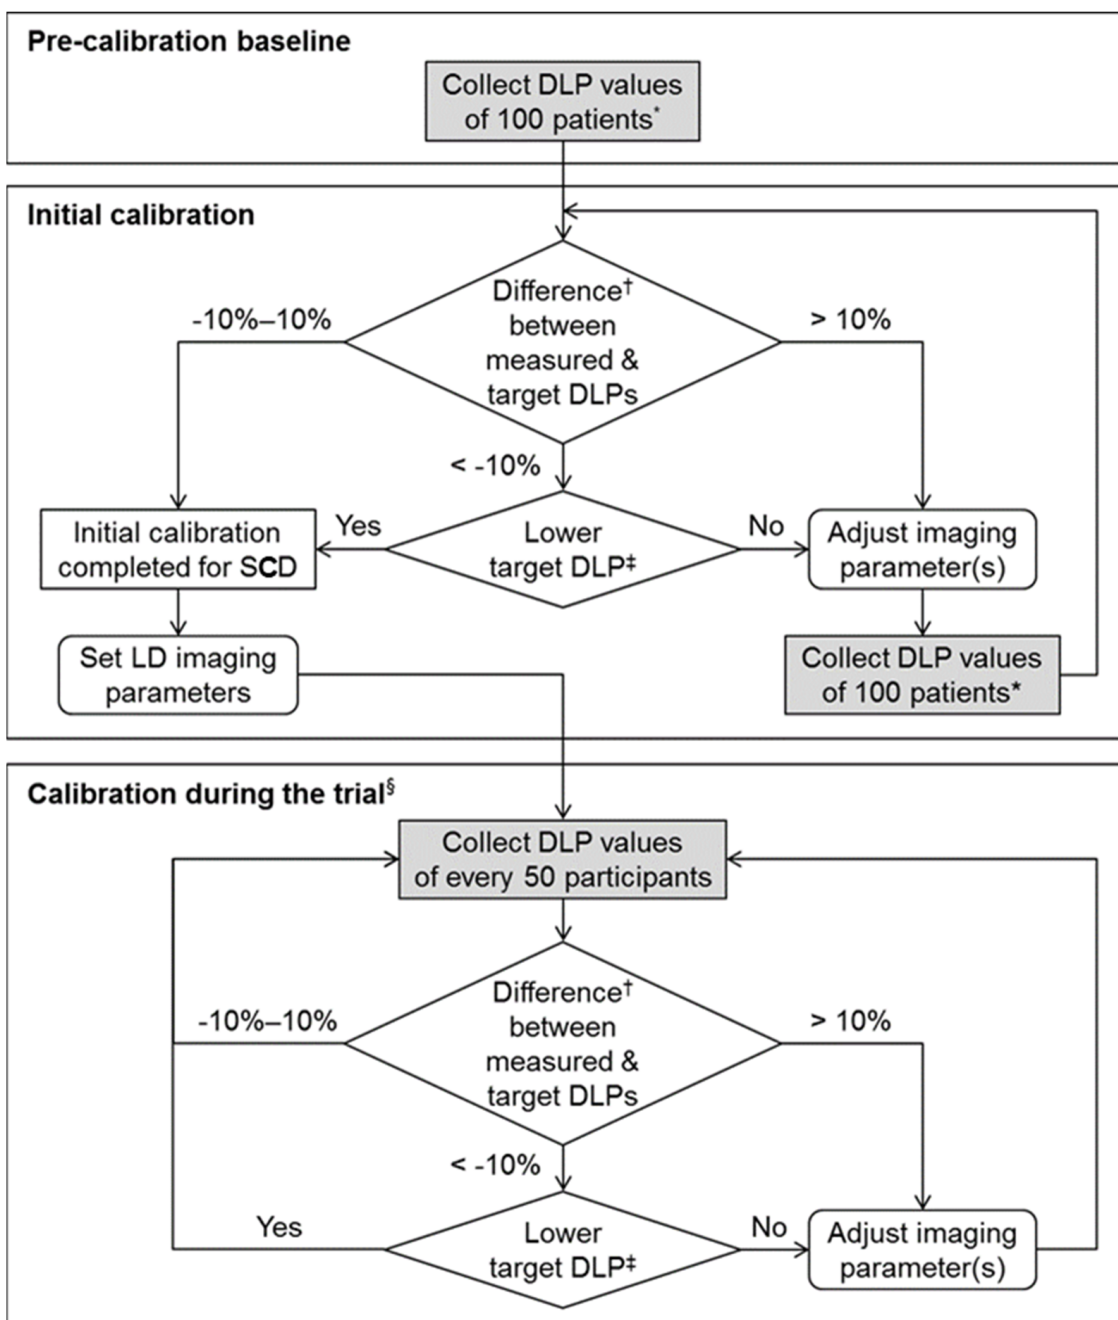 Pre-calibration baseline
Collect DLP values
of 100 patients*
Initial calibration
Difference†
between
measured &
target DLPs
-10%–10%
> 10%
< -10%
Initial calibration
completed for SCD
Yes
Lower
target DLP‡
No
Adjust imaging
parameter(s)
Set LD imaging
parameters
Collect DLP values
of 100 patients*
Calibration during the trial§
Collect DLP values
of every 50 participants
Difference†
between
measured &
target DLPs
-10%–10%
> 10%
< -10%
Yes
Lower
target DLP‡
No
Adjust imaging
parameter(s)